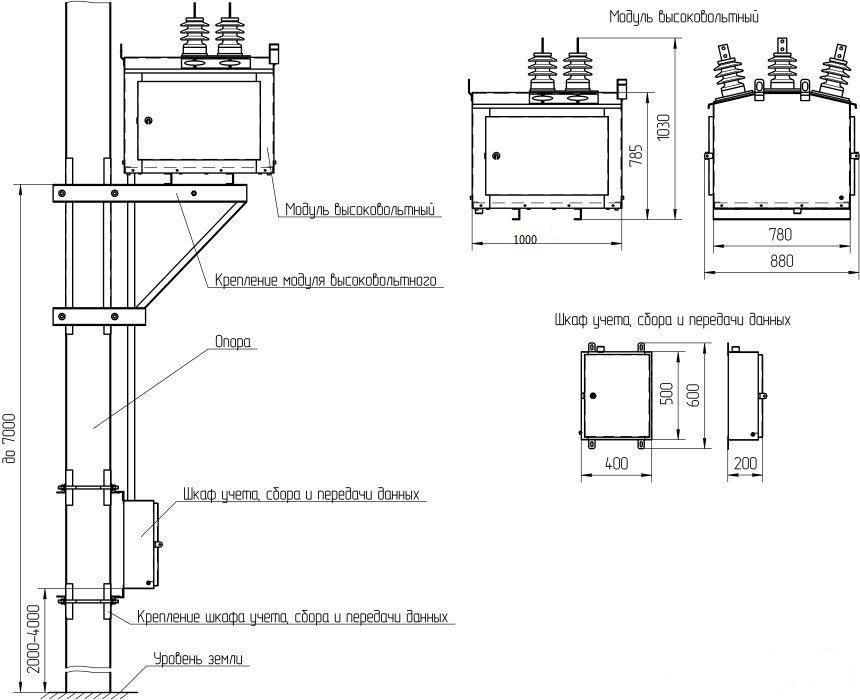 Модуль высоковольтный
1030
785
1000
780
880
Модуль высоковольтный
Крепление модуля высоковольтного
Шкаф учета, сбора и передачи данных
Опора
500
600
400
200
до 7000
Шкаф учета, сбора и передачи данных
2000-4000
Крепление шкафа учета, сбора и передачи данных
Уровень земли